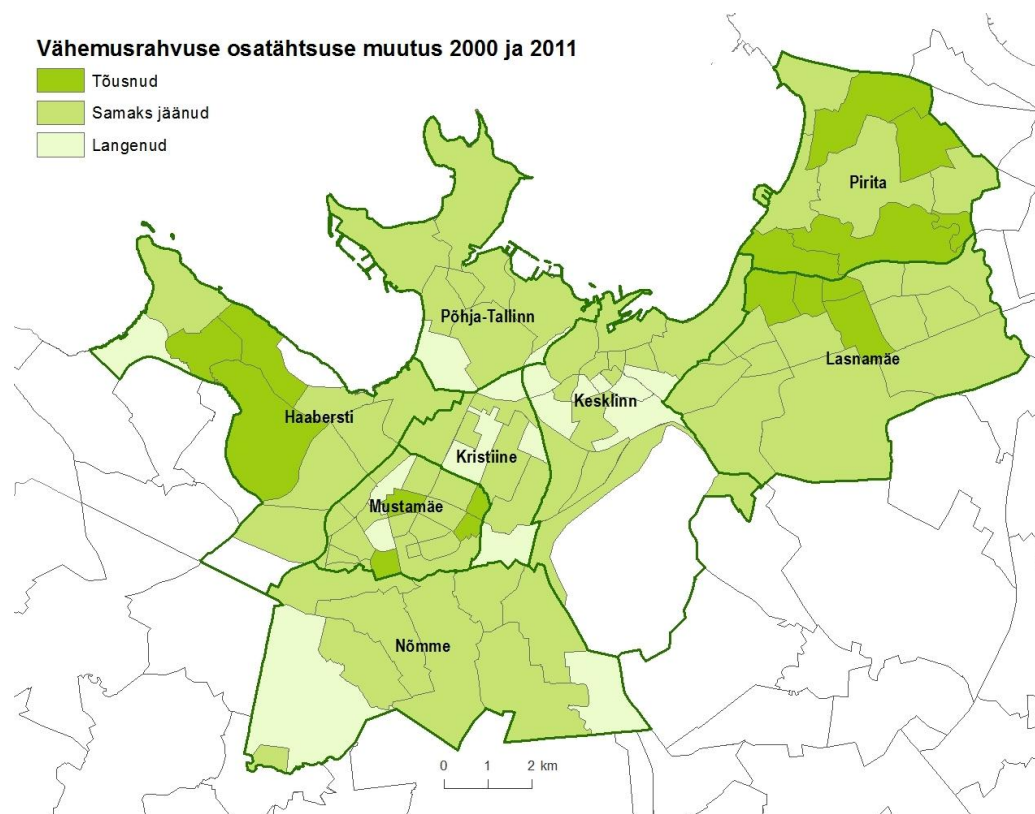 Vähemusrahvuse osatähtsuse muutus 2000 ja 2011
Tõusnud
Samaks jäänud
Langenud
Pirita
Põhja-Tallinn
Lasnamäe
Kesklinn
Haabersti
Kristiine
Mustamäe
Nõmme
0 1 2 km